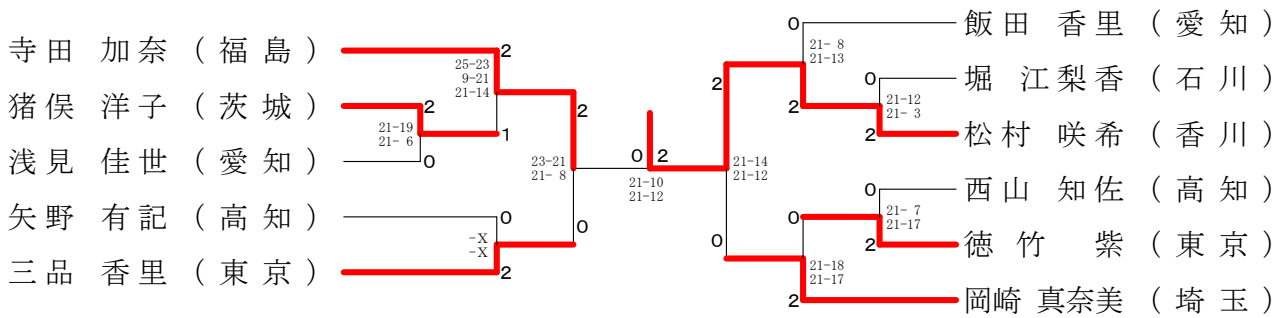 寺田 加奈 ( 福 島 )
2
25-23
9-21
21-14
猪俣 洋子 ( 茨 城 )
2
21-19
21- 6
1
浅見 佳世 ( 愛 知 )
0
2
23-21
21- 8
矢野 有記 ( 高 知 )
0
-X
-X
0
三品 香里 ( 東 京 )
2
0 2
21-10
21-12
0
飯田 香里 ( 愛 知 )
21- 8
21-13
2
0
堀 江梨香 ( 石 川 )
21-12
21- 3
2
2
松村 咲希 ( 香 川 )
21-14
21-12
0
西山 知佐 ( 高 知 )
21- 7
21-17
0
2
徳竹 紫 ( 東 京 )
0
21-18
21-17
2
岡崎 真奈美 ( 埼 玉 )